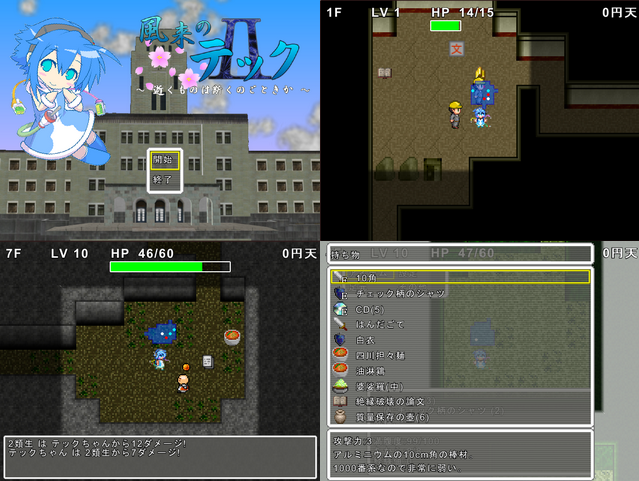 風来の
テック
II
~ 逝くものは斯くのごときか ~
開始
終了
1F LV 1 HP 14/15 0円天
文
7F LV 10 HP 46/60 0円天
2類生 は テックちゃんから12ダメージ!
テックちゃん は 2類生から7ダメージ!
LV 10 HP 47/60 0円天
持ち物
E 10角
E チェック柄のシャツ
E CD(5)
はんだごて
白衣
四川担々麺
油淋鶏
婆娑羅(中)
絶縁破壊の論文
質量保存の壺(6)
攻撃力:3
アルミニウムの10cm角の棒材
1000番系なので非常に弱い.